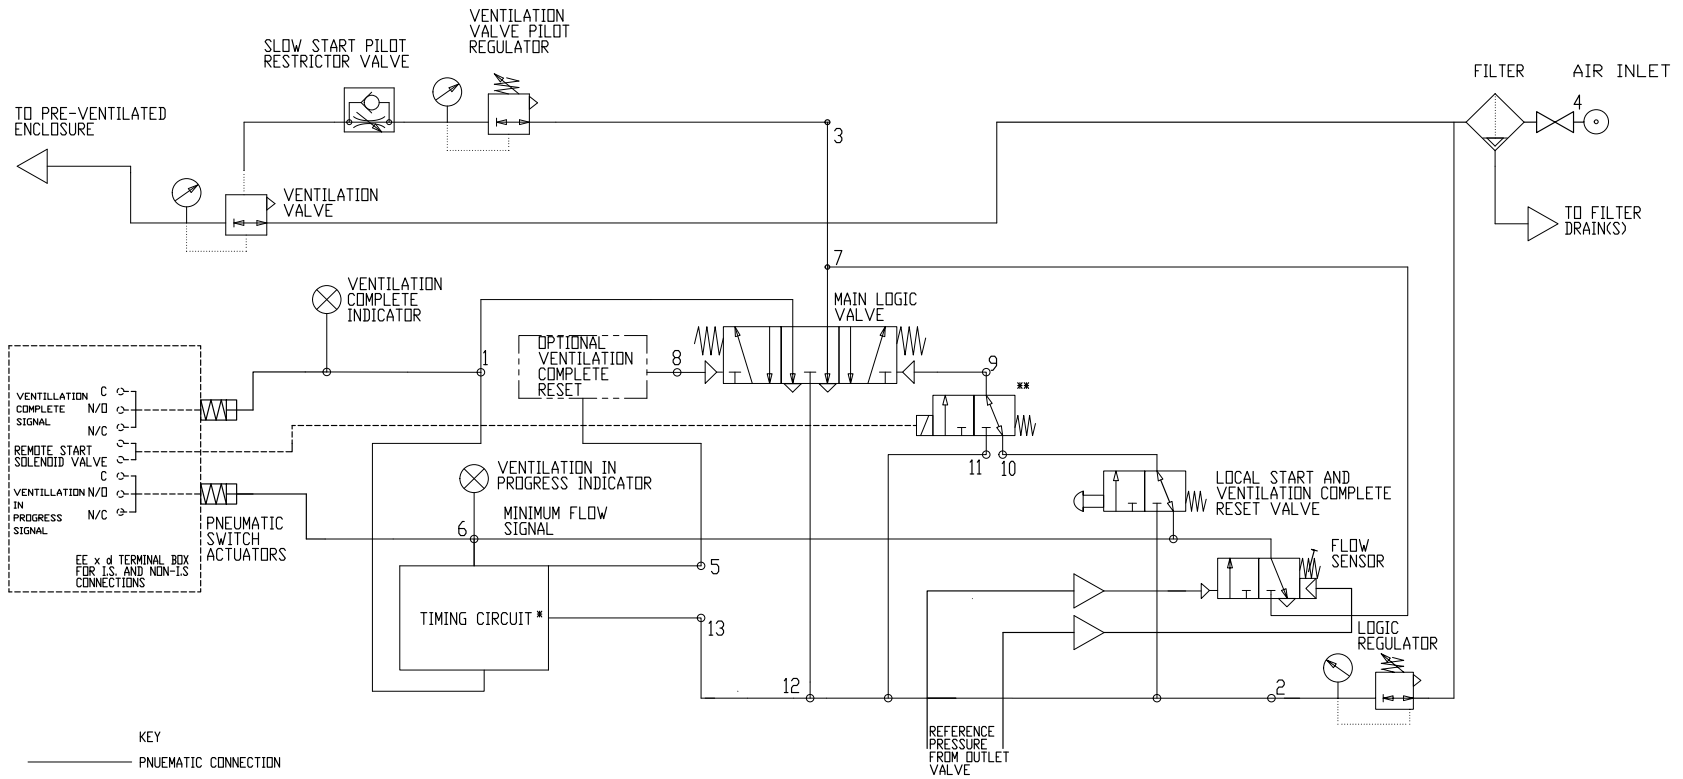 VENTILATION
VALVE PILOT
REGULATOR
SLOW START PILOT
RESTRICTOR VALVE
FILTER
AIR INLET
4
TO PRE-VENTILATED
ENCLOSURE
3
VENTILATION
VALVE
TO FILTER
DRAIN(S)
7
VENTILATION
COMPLETE
INDICATOR
MAIN LOGIC
VALVE
OPTIONAL
VENTILATION
COMPLETE
RESET
1
8
9
**
VENTILLATION
COMPLETE
SIGNAL
C
N/O
N/C
REMOTE START
SOLENOID VALVE
C
VENTILLATION
IN
PROGRESS
SIGNAL
N/O
N/C
EE x d TERMINAL BOX
FOR I.S. AND NON-I.S
CONNECTIONS
PNEUMATIC
SWITCH
ACTUATORS
VENTILATION IN
PROGRESS INDICATOR
MINIMUM FLOW
SIGNAL
6
11
10
LOCAL START AND
VENTILATION COMPLETE
RESET VALVE
FLOW
SENSOR
5
TIMING CIRCUIT*
13
LOGIC
REGULATOR
12
2
REFERENCE
PRESSURE
FROM OUTLET
VALVE
KEY
PNUEMATIC CONNECTION